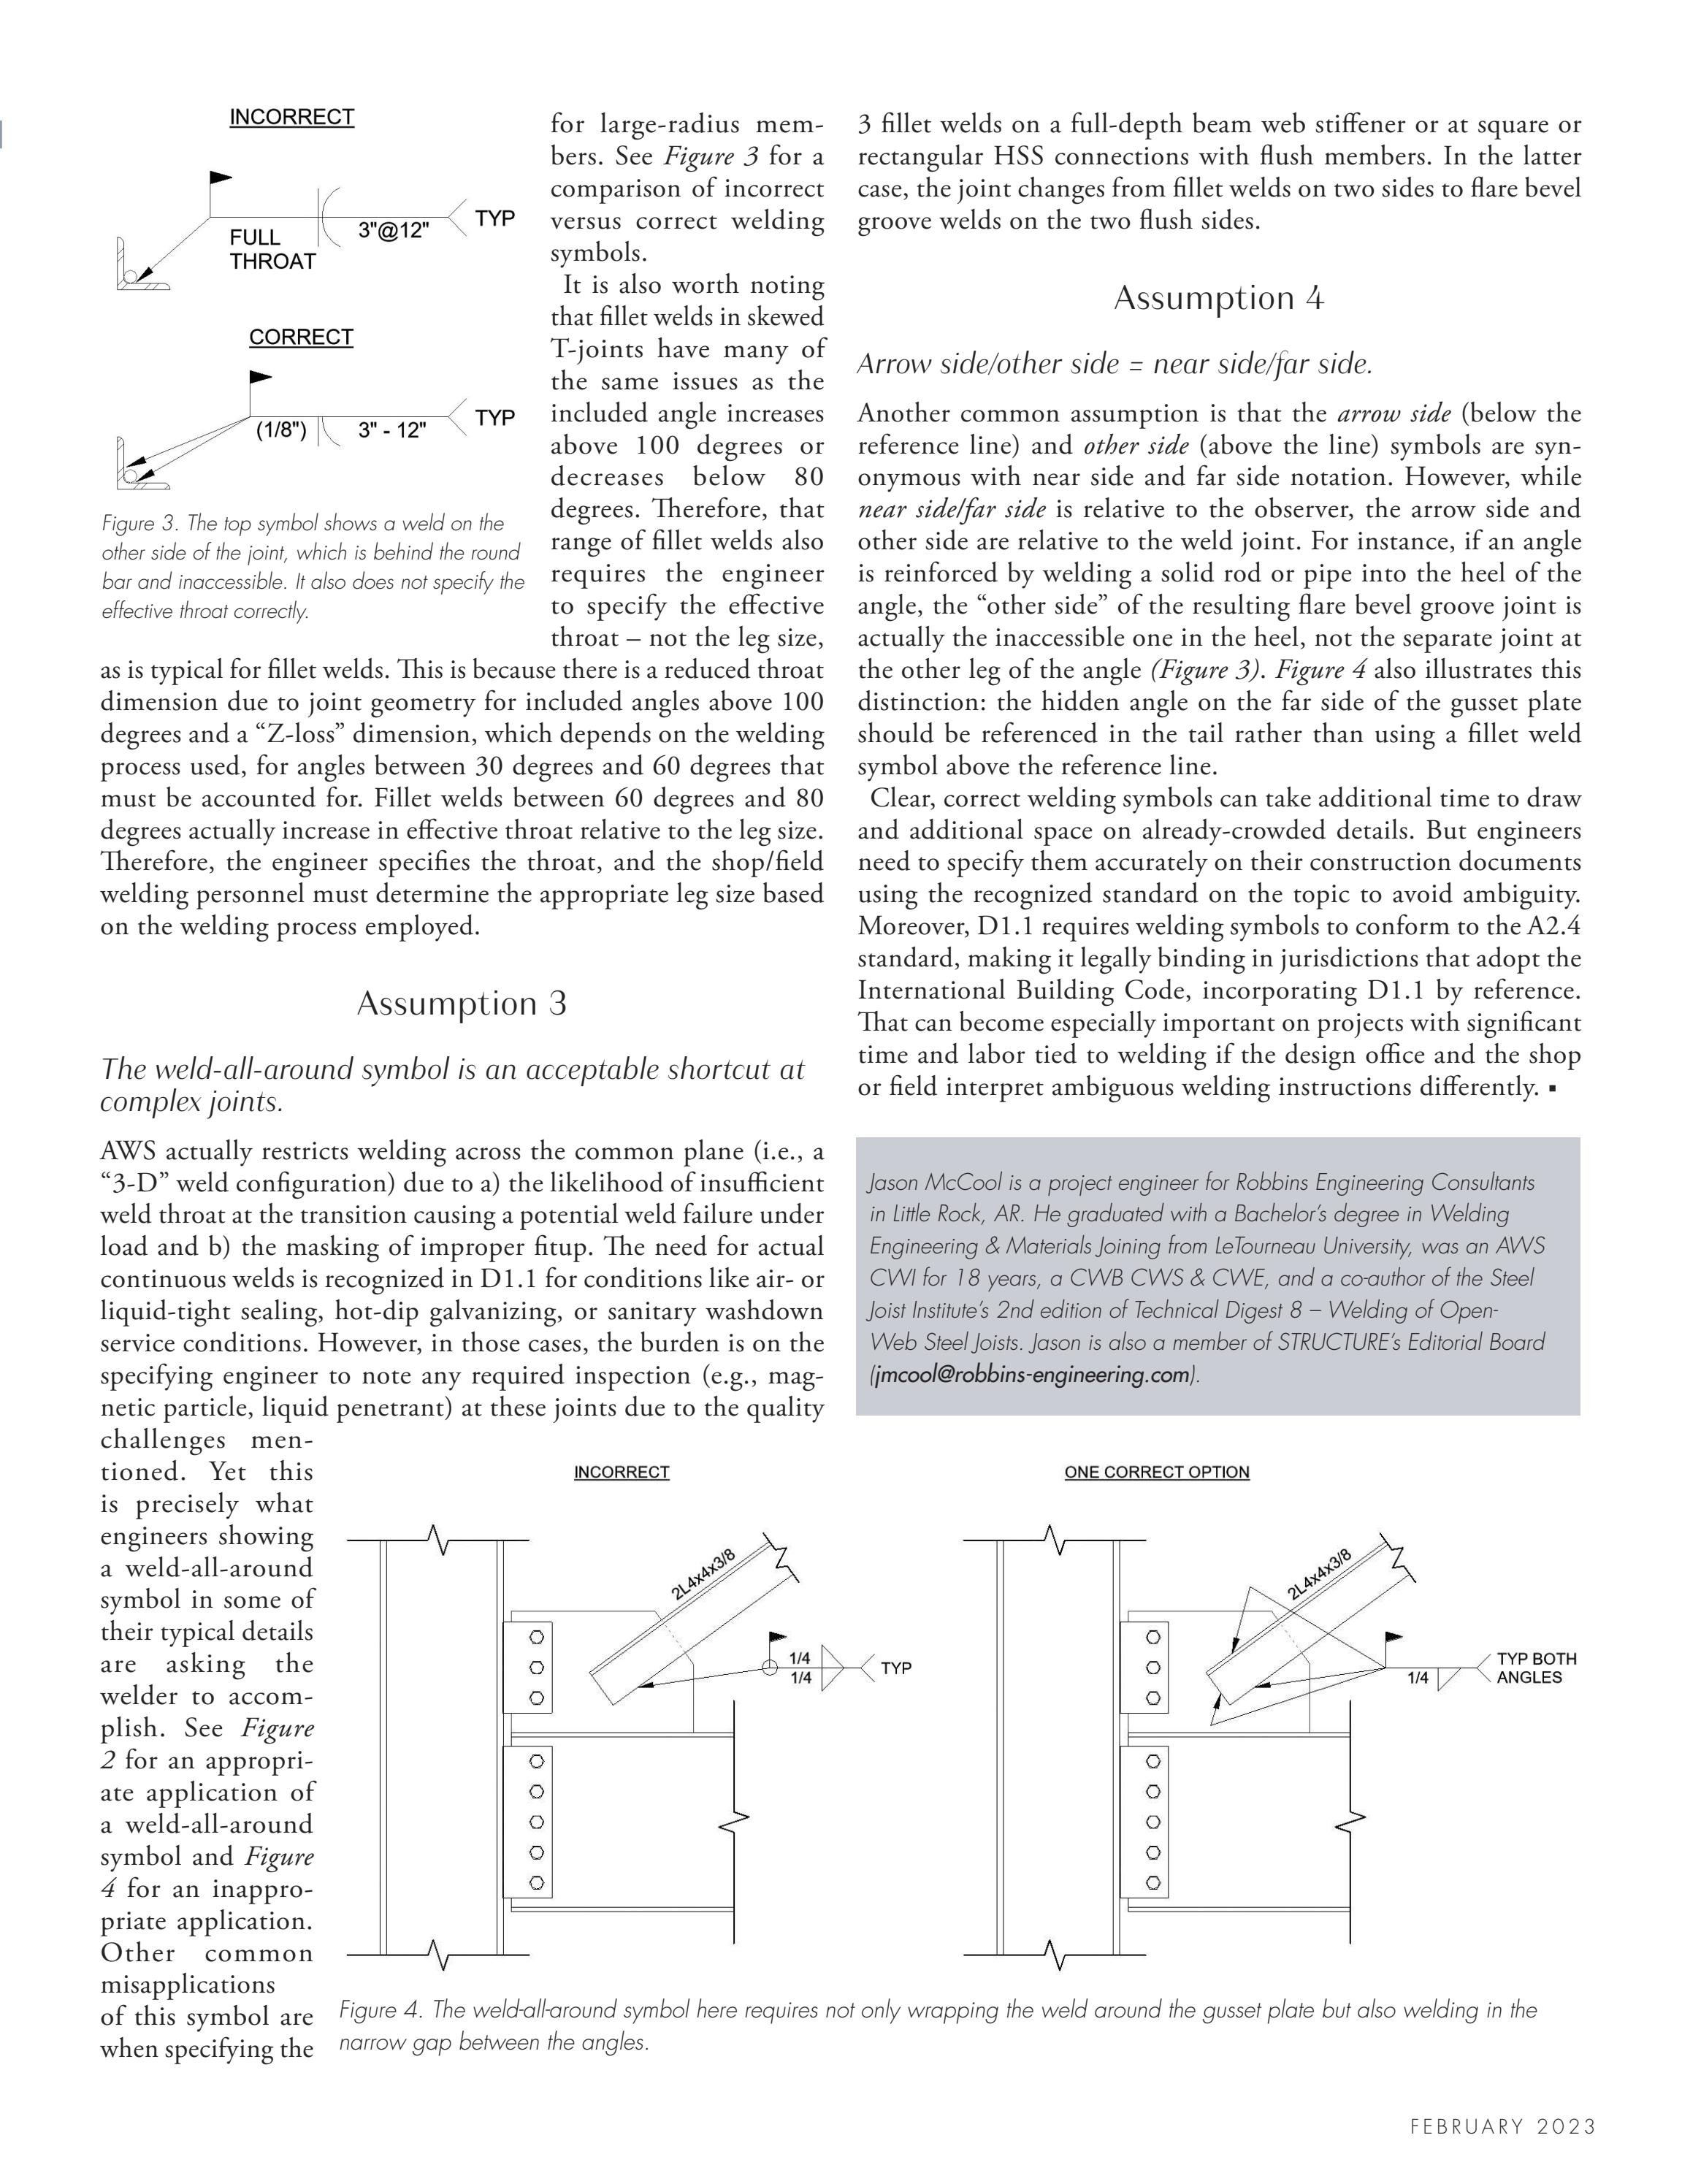 INCORRECT
FULL
THROAT
3"@12"
TYP
CORRECT
(1/8")
3" - 12"
TYP
Figure 3. The top symbol shows a weld on the
other side of the joint, which is behind the round
bar and inaccessible. It also does not specify the
effective throat correctly.
for large-radius mem-
bers. See Figure 3 for a
comparison of incorrect
versus correct welding
symbols.
It is also worth noting
that fillet welds in skewed
T-joints have many of
the same issues as the
included angle increases
above 100 degrees or
decreases below 80
degrees. Therefore, that
range of fillet welds also
requires the engineer
to specify the effective
throat – not the leg size,
as is typical for fillet welds. This is because there is a reduced throat
dimension due to joint geometry for included angles above 100
degrees and a “Z-loss” dimension, which depends on the welding
process used, for angles between 30 degrees and 60 degrees that
must be accounted for. Fillet welds between 60 degrees and 80
degrees actually increase in effective throat relative to the leg size.
Therefore, the engineer specifies the throat, and the shop/field
welding personnel must determine the appropriate leg size based
on the welding process employed.
Assumption 3
The weld-all-around symbol is an acceptable shortcut at
complex joints.
AWS actually restricts welding across the common plane (i.e., a
“3-D” weld configuration) due to a) the likelihood of insufficient
weld throat at the transition causing a potential weld failure under
load and b) the masking of improper fitup. The need for actual
continuous welds is recognized in D1.1 for conditions like air- or
liquid-tight sealing, hot-dip galvanizing, or sanitary washdown
service conditions. However, in those cases, the burden is on the
specifying engineer to note any required inspection (e.g., mag-
netic particle, liquid penetrant) at these joints due to the quality
challenges men-
tioned. Yet this
is precisely what
engineers showing
a weld-all-around
symbol in some of
their typical details
are asking the
welder to accom-
plish. See Figure
2 for an appropri-
ate application of
a weld-all-around
symbol and Figure
4 for an inappro-
priate application.
Other common
misapplications
of this symbol are
when specifying the
3 fillet welds on a full-depth beam web stiffener or at square or
rectangular HSS connections with flush members. In the latter
case, the joint changes from fillet welds on two sides to flare bevel
groove welds on the two flush sides.
Assumption 4
Arrow side/other side = near side/far side.
Another common assumption is that the arrow side (below the
reference line) and other side (above the line) symbols are syn-
onymous with near side and far side notation. However, while
near side/far side is relative to the observer, the arrow side and
other side are relative to the weld joint. For instance, if an angle
is reinforced by welding a solid rod or pipe into the heel of the
angle, the “other side” of the resulting flare bevel groove joint is
actually the inaccessible one in the heel, not the separate joint at
the other leg of the angle (Figure 3). Figure 4 also illustrates this
distinction: the hidden angle on the far side of the gusset plate
should be referenced in the tail rather than using a fillet weld
symbol above the reference line.
Clear, correct welding symbols can take additional time to draw
and additional space on already-crowded details. But engineers
need to specify them accurately on their construction documents
using the recognized standard on the topic to avoid ambiguity.
Moreover, D1.1 requires welding symbols to conform to the A2.4
standard, making it legally binding in jurisdictions that adopt the
International Building Code, incorporating D1.1 by reference.
That can become especially important on projects with significant
time and labor tied to welding if the design office and the shop
or field interpret ambiguous welding instructions differently. ▪
Jason McCool is a project engineer for Robbins Engineering Consultants
in Little Rock, AR. He graduated with a Bachelor’s degree in Welding
Engineering & Materials Joining from LeTourneau University, was an AWS
CWI for 18 years, a CWB CWS & CWE, and a co-author of the Steel
Joist Institute’s 2nd edition of Technical Digest 8 – Welding of Open-
Web Steel Joists. Jason is also a member of STRUCTURE’s Editorial Board
(jmcool@robbins-engineering.com).
INCORRECT
2L4x4x3/8
1/4
1/4
TYP
ONE CORRECT OPTION
2L4x4x3/8
1/4
TYP BOTH
ANGLES
Figure 4. The weld-all-around symbol here requires not only wrapping the weld around the gusset plate but also welding in the
narrow gap between the angles.
FEBRUARY 2023